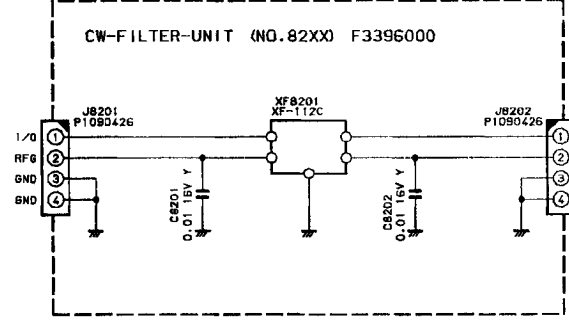 CW-FILTER-UNIT (NO.82XX) F3396000
J8201
P1090426
XF8201
XF-112C
J8202
P1090426
I/O 1
RFG 2
GND 3
GND 4
1
2
3
4
C8201
0.01 16V Y
C8202
0.01 16V Y